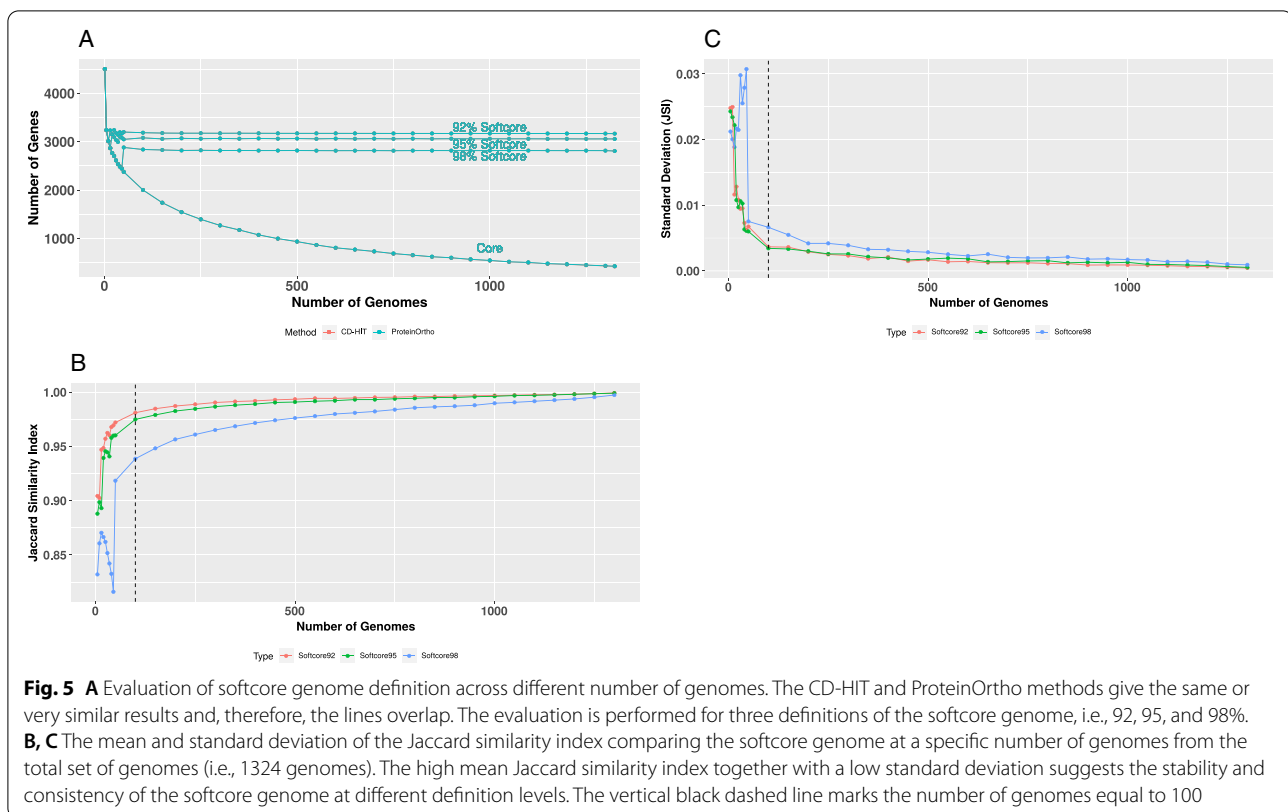 A
Number of Genes
4000
3000
2000
1000
92% Softcore
95% Softcore
98% Softcore
Core
0
500
1000
Number of Genomes
Method
CD-HIT
ProteinOrtho
C
Standard Deviation (JSI)
0.03
0.02
0.01
0.00
0
500
1000
Number of Genomes
Type
Softcore92
Softcore95
Softcore98
B
Jaccard Similarity Index
1.00
0.95
0.90
0.85
0
500
1000
Number of Genomes
Type
Softcore92
Softcore95
Softcore98
Fig. 5 A Evaluation of softcore genome definition across different number of genomes. The CD-HIT and ProteinOrtho methods give the same or
very similar results and, therefore, the lines overlap. The evaluation is performed for three definitions of the softcore genome, i.e., 92, 95, and 98%.
B, C The mean and standard deviation of the Jaccard similarity index comparing the softcore genome at a specific number of genomes from the
total set of genomes (i.e., 1324 genomes). The high mean Jaccard similarity index together with a low standard deviation suggests the stability and
consistency of the softcore genome at different definition levels. The vertical black dashed line marks the number of genomes equal to 100